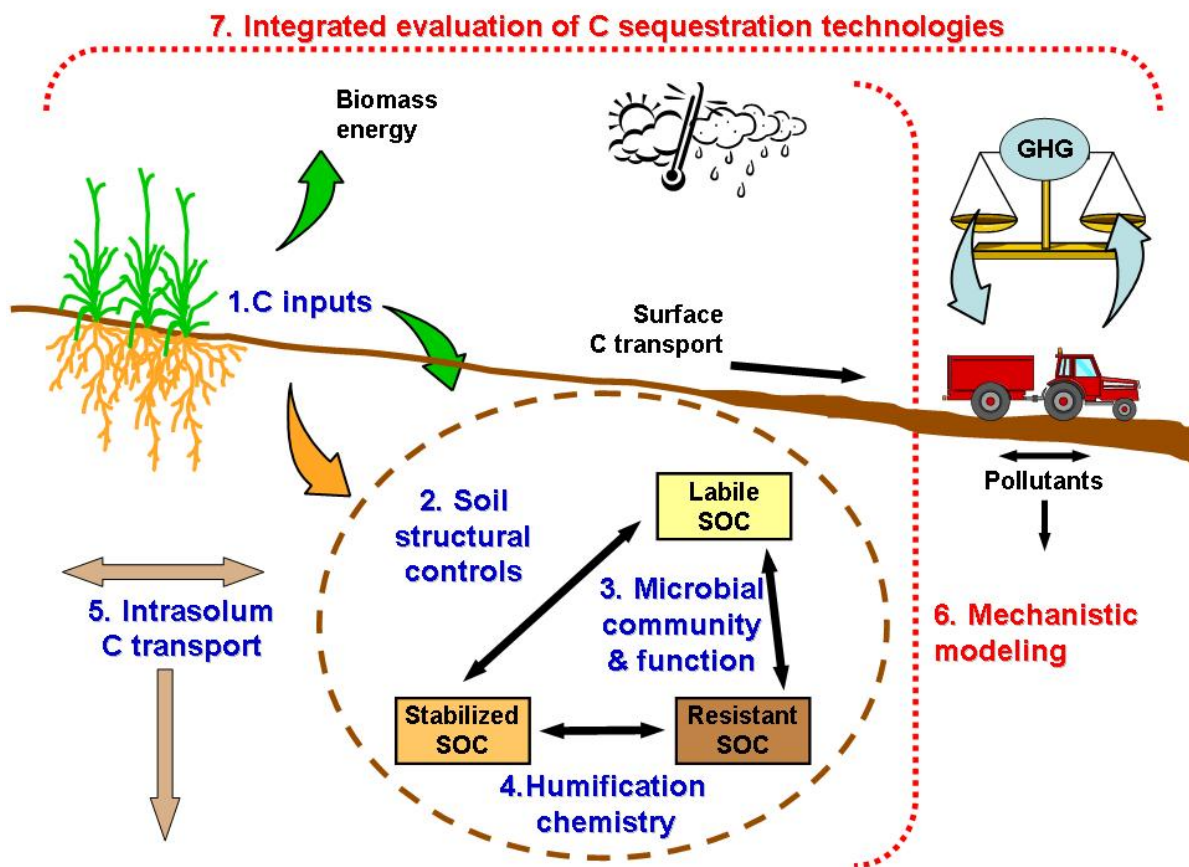 7. Integrated evaluation of C sequestration technologies
Biomass
energy
GHG
1.C inputs
Surface
C transport
Pollutants
2. Soil
structural
controls
Labile
SOC
3. Microbial
community
& function
5. Intrasolum
C transport
6. Mechanistic
modeling
Stabilized
SOC
Resistant
SOC
4.Humification
chemistry